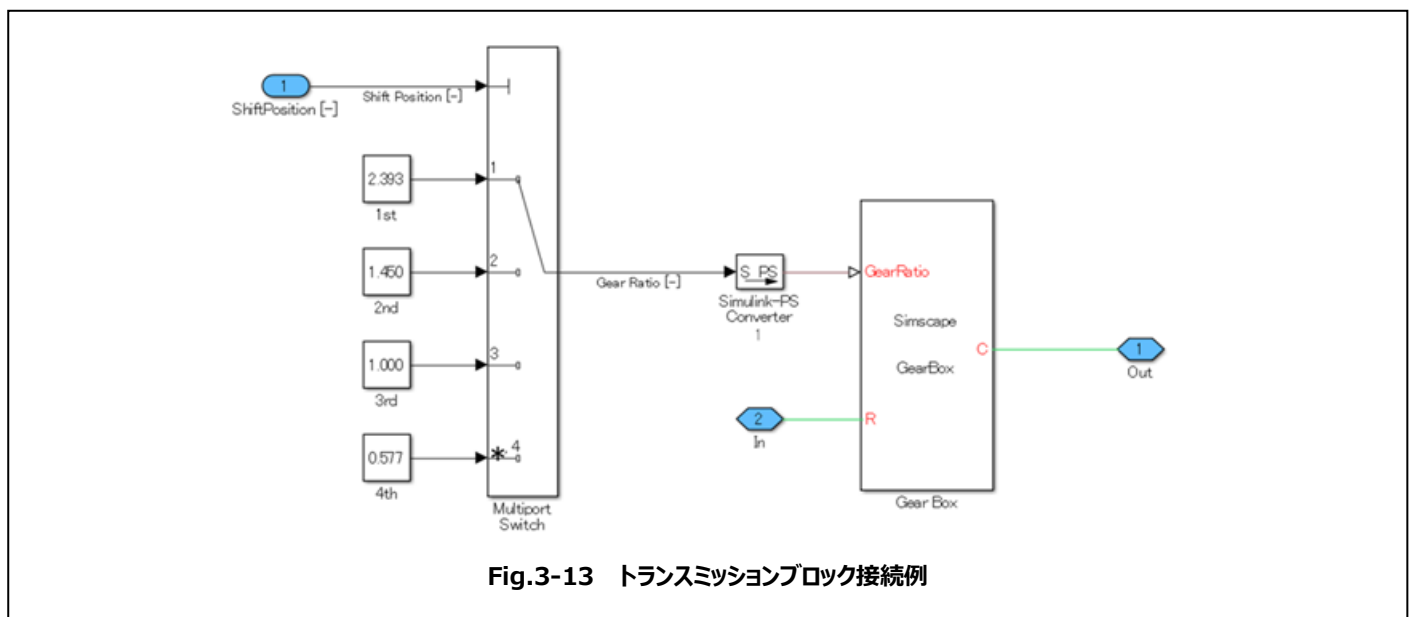 1
ShiftPosition [-]
Shift Position [-]
2.393
1st
1.450
2nd
1.000
3rd
0.577
4th
1
2
3
*, 4
Multiport
Switch
Gear Ratio [-]
S PS
Simulink-PS
Converter
1
GearRatio
Simscape
GearBox
C
R
Gear Box
2
In
1
Out
Fig.3-13 トランスミッションブロック接続例